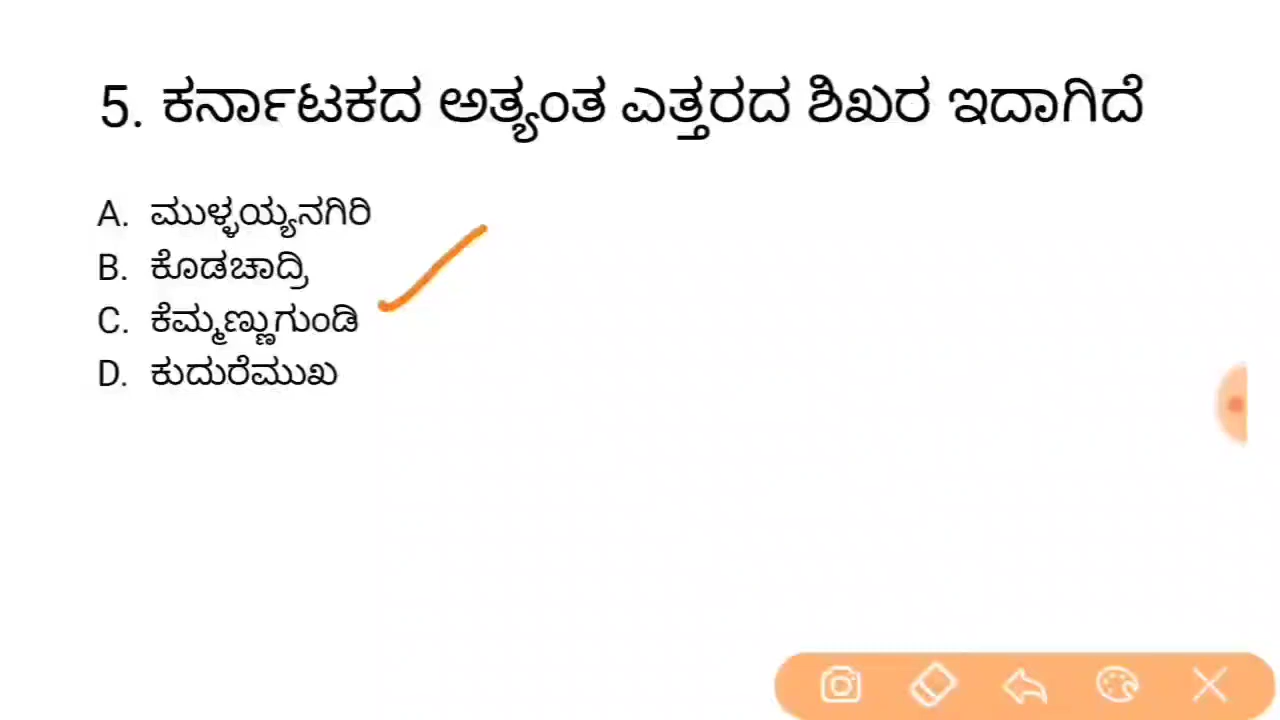 5. ಕರ್ನಾಟಕದ ಅತ್ಯಂತ ಎತ್ತರದ ಶಿಖರ ಇದಾಗಿದೆ
A. ಮುಳ್ಳಯ್ಯನಗಿರಿ
B. ಕೊಡಚಾದ್ರಿ
C. ಕೆಮ್ಮಣ್ಣುಗುಂಡಿ
D. ಕುದುರೆಮುಖ